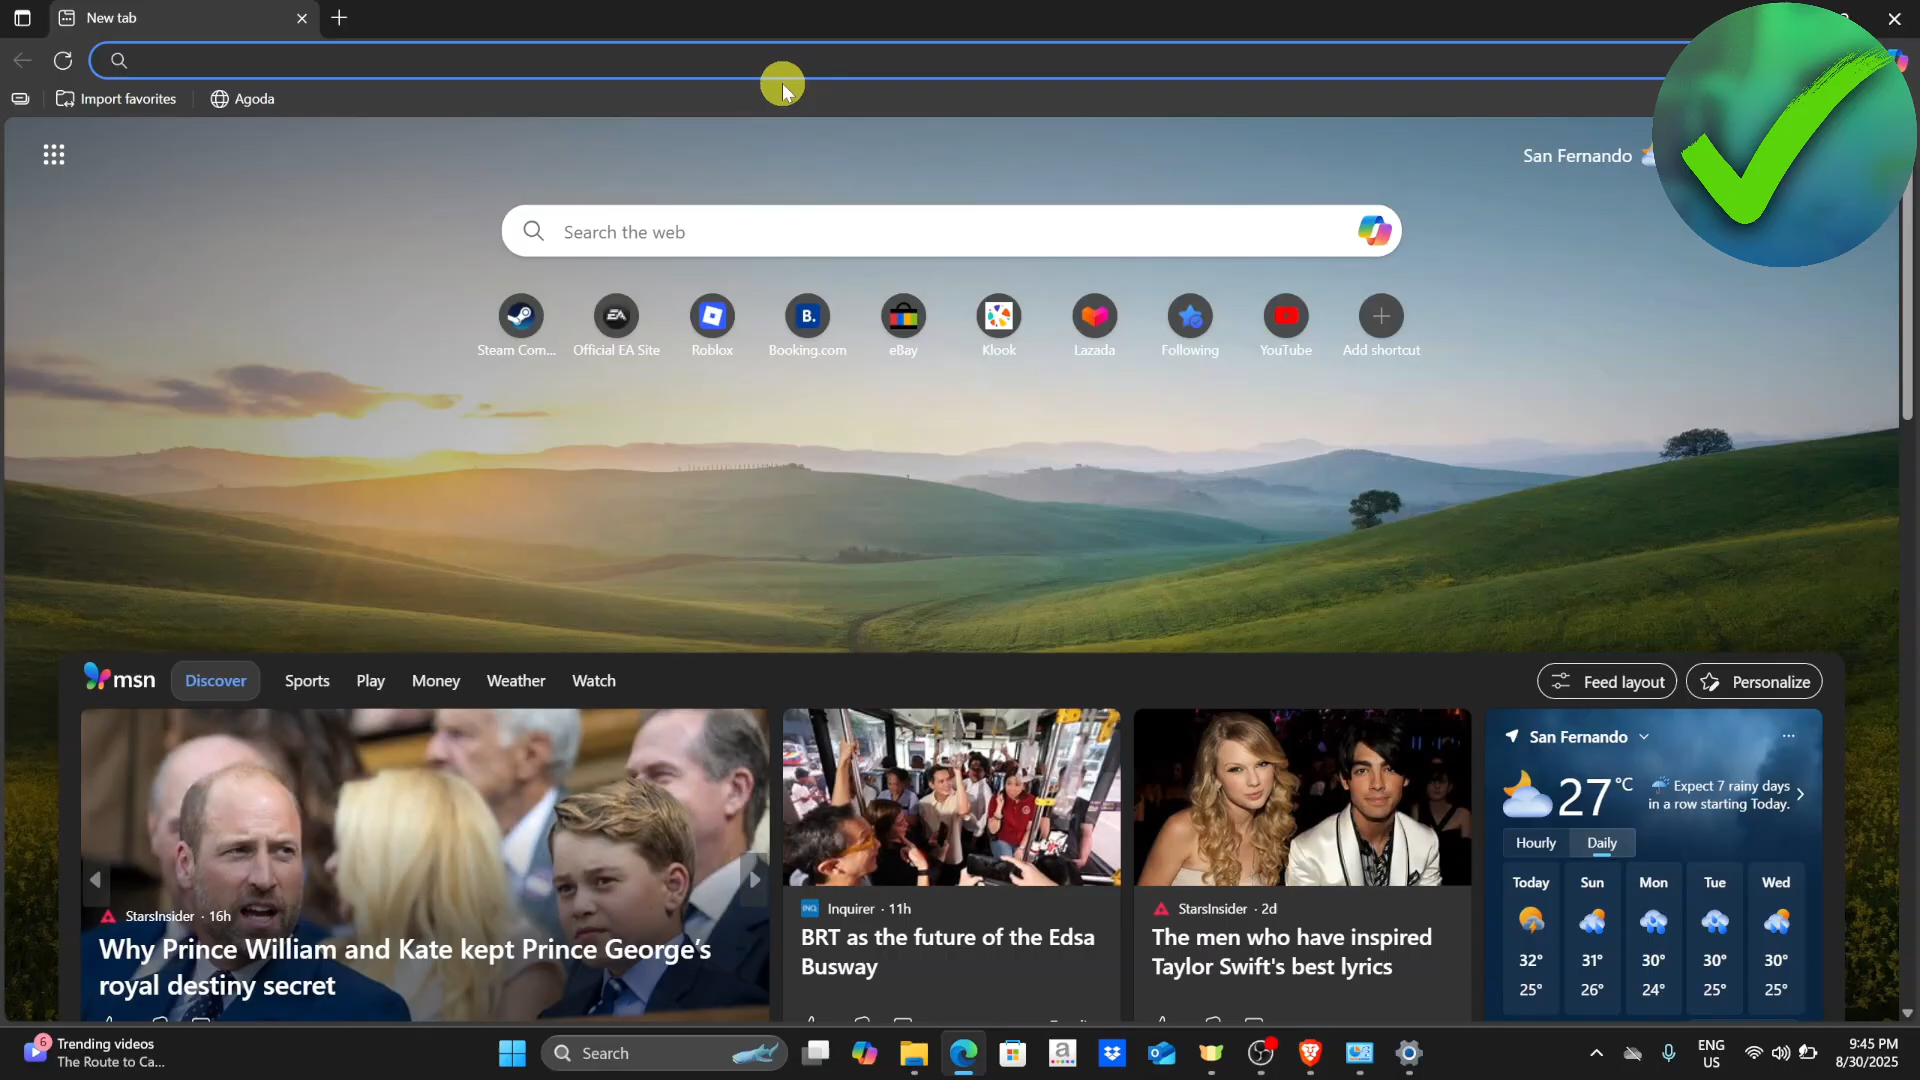 New tab
Import favorites
Agoda
San Fernando
Search the web
Steam Com...
Official EA Site
Roblox
Booking.com
eBay
Klook
Lazada
Following
YouTube
Add shortcut
msn
Discover
Sports
Play
Money
Weather
Watch
Feed layout
Personalize
StarsInsider · 16h
Why Prince William and Kate kept Prince George's
royal destiny secret
Inquirer · 11h
BRT as the future of the Edsa
Busway
StarsInsider · 2d
The men who have inspired
Taylor Swift's best lyrics
San Fernando
27°C
Expect 7 rainy days
in a row starting Today.
Hourly
Daily
Today
Sun
Mon
Tue
Wed
32°
31°
30°
30°
30°
25°
26°
24°
25°
25°
6
Trending videos
The Route to Ca...
Search
ENG
US
9:45 PM
8/30/2025